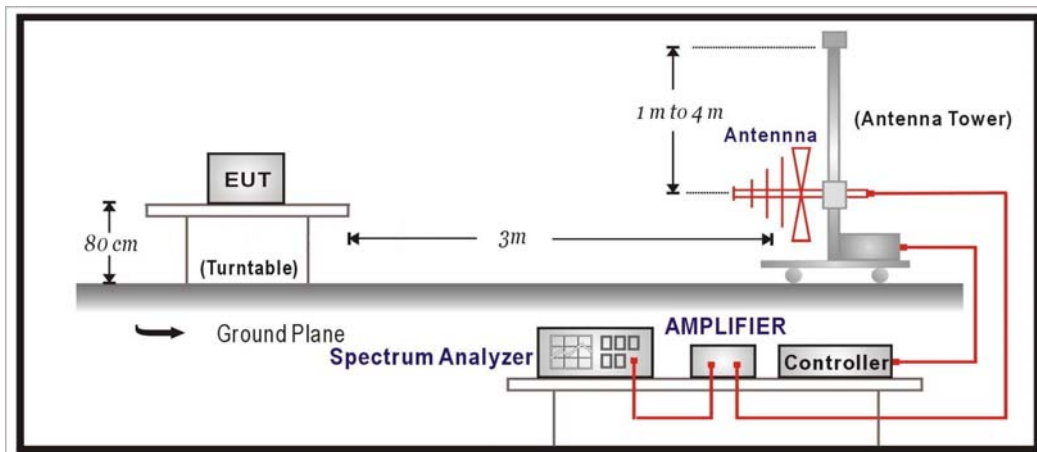 1 m to 4 m
(Antenna Tower)
Antennna
EUT
80 cm
3m
(Turntable)
Ground Plane
AMPLIFIER
Spectrum Analyzer
Controller